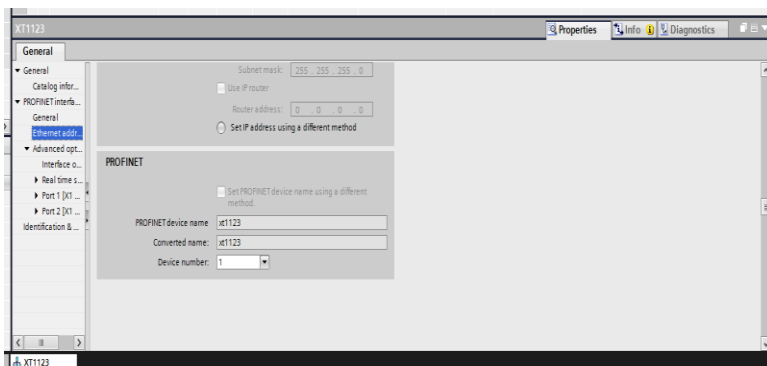 XT1123
Properties
Info
Diagnostics
General
General
Catalog infor...
PROFINET interfa...
General
Ethernet addr...
Advanced opt...
Interface o...
Real time s...
Port 1 [X1 ...
Port 2 [X1 ...
Identification & ...
Subnet mask: 255 . 255 . 255 . 0
Use IP router
Router address: 0 . 0 . 0 . 0
Set IP address using a different method
PROFINET
Set PROFINET device name using a different
method.
PROFINET device name xt1123
Converted name: xt1123
Device number: 1
XT1123